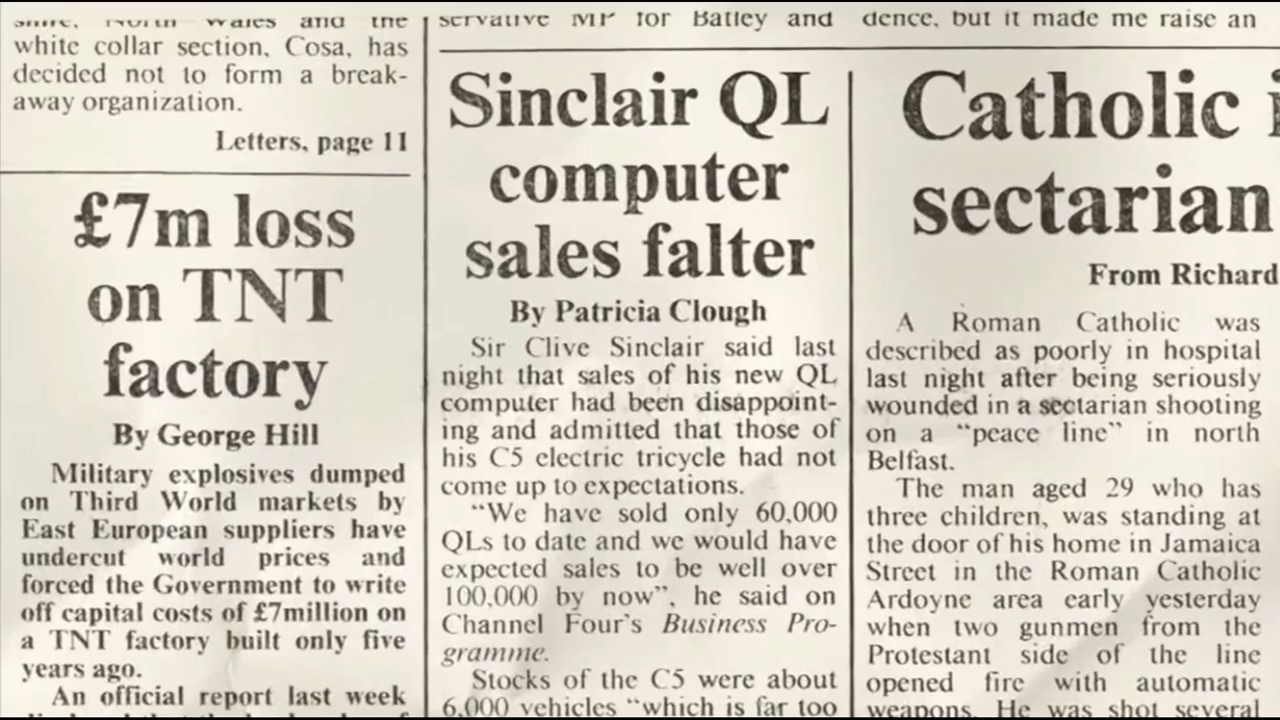 white collar section, Cosa, has
decided not to form a break-
away organization.
Letters, page 11
£7m loss
on TNT
factory
By George Hill
Military explosives dumped
on Third World markets by
East European suppliers have
undercut world prices and
forced the Government to write
off capital costs of £7million on
a TNT factory built only five
years ago.
An official report last week
servative MP for Batley and
Sinclair QL
computer
sales falter
By Patricia Clough
Sir Clive Sinclair said last
night that sales of his new QL
computer had been disappoint-
ing and admitted that those of
his C5 electric tricycle had not
come up to expectations.
"We have sold only 60,000
QLs to date and we would have
expected sales to be well over
100,000 by now", he said on
Channel Four's Business Pro-
gramme.
Stocks of the C5 were about
6,000 vehicles "which is far too
dence, but it made me raise an
Catholic
sectarian
From Richard
A Roman Catholic was
described as poorly in hospital
last night after being seriously
wounded in a sectarian shooting
on a "peace line" in north
Belfast.
The man aged 29 who has
three children, was standing at
the door of his home in Jamaica
Street in the Roman Catholic
Ardoyne area early yesterday
when two gunmen from the
Protestant side of the line
opened fire with automatic
weapons. He was shot several